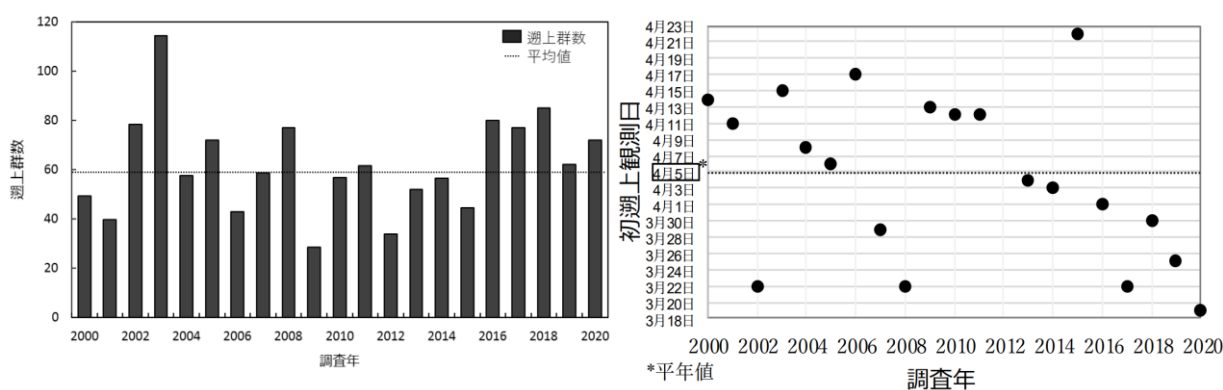 120
100
80
60
40
20
0
遡上群数
遡上群数
平均値
2000 2002 2004 2006 2008 2010 2012 2014 2016 2018 2020
調査年
4月23日
4月21日
4月19日
4月17日
4月15日
4月13日
4月11日
4月9日
4月7日
4月5日*
4月3日
4月1日
3月30日
3月28日
3月26日
3月24日
3月22日
3月20日
3月18日
初遡上観測日
2000 2002 2004 2006 2008 2010 2012 2014 2016 2018 2020
*平年値
調査年